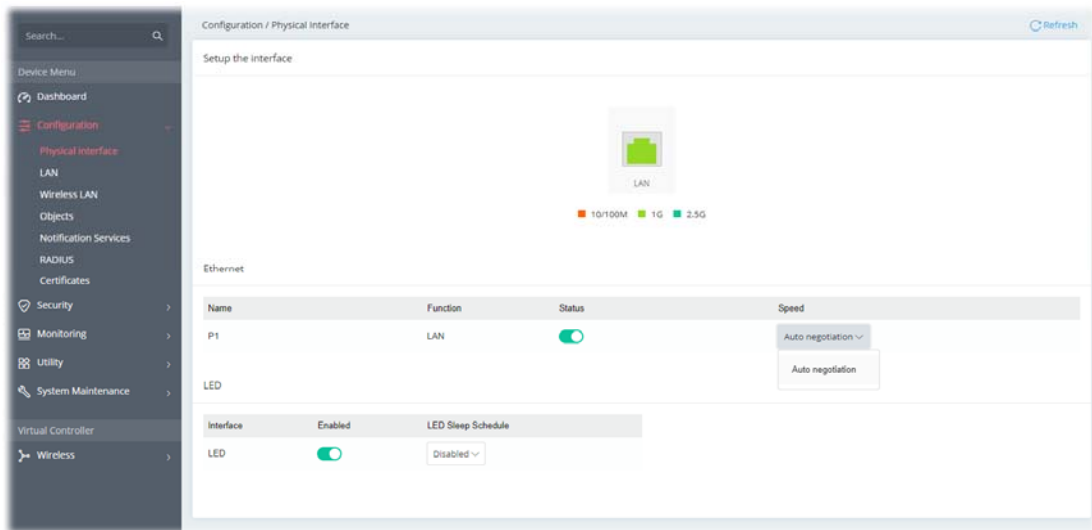 Search...
Device Menu
Dashboard
Configuration
Physical interface
LAN
Wireless LAN
Objects
Notification Services
RADIUS
Certificates
Security
Monitoring
Utility
System Maintenance
Virtual Controller
Wireless
Configuration / Physical Interface
Refresh
Setup the interface
LAN
10/100M 1G 2.5G
Ethernet
Name Function Status Speed
P1 LAN Auto negotiation
Auto negotiation
LED
Interface Enabled LED Sleep Schedule
LED Disabled